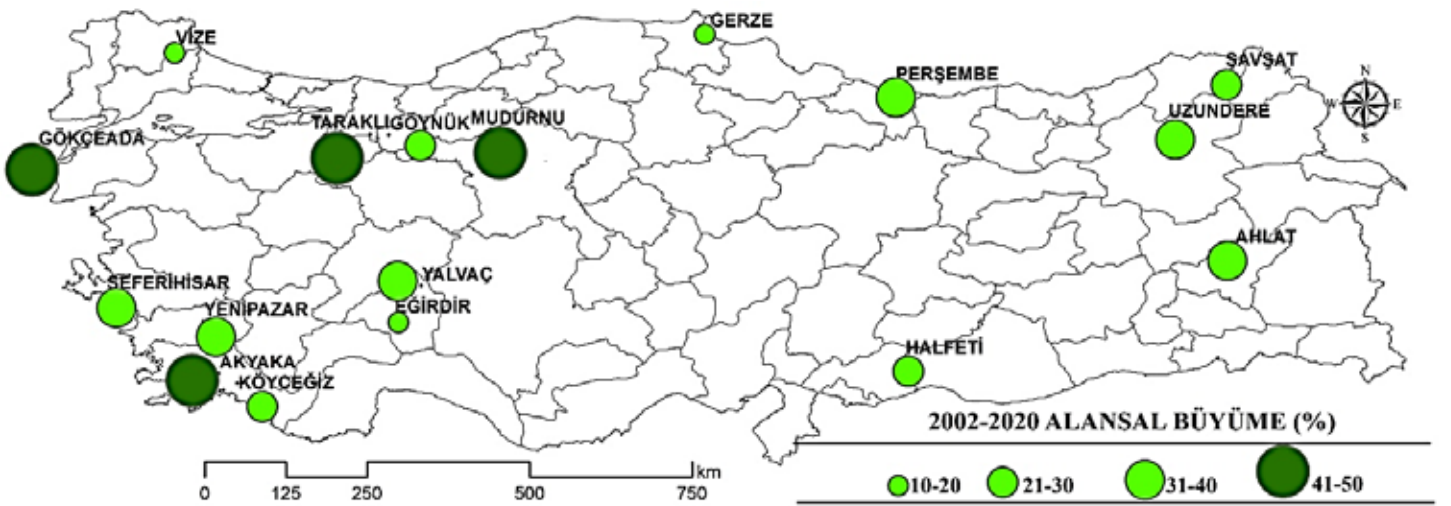 GERZE
VİZE
ŞAVŞAT
PERŞEMBE
N
W E
S
UZUNDERE
TARAKLI GÖYNÜK MUDURNU
GÖKÇEADA
AHLAT
YALVAÇ
SEFERİHİSAR
EĞİRDİR
YENİPAZAR
HALFETİ
AKYAKA
KÖYCEĞİZ
2002-2020 ALANSAL BÜYÜME (%)
km
0 125 250 500 750
10-20 21-30 31-40 41-50